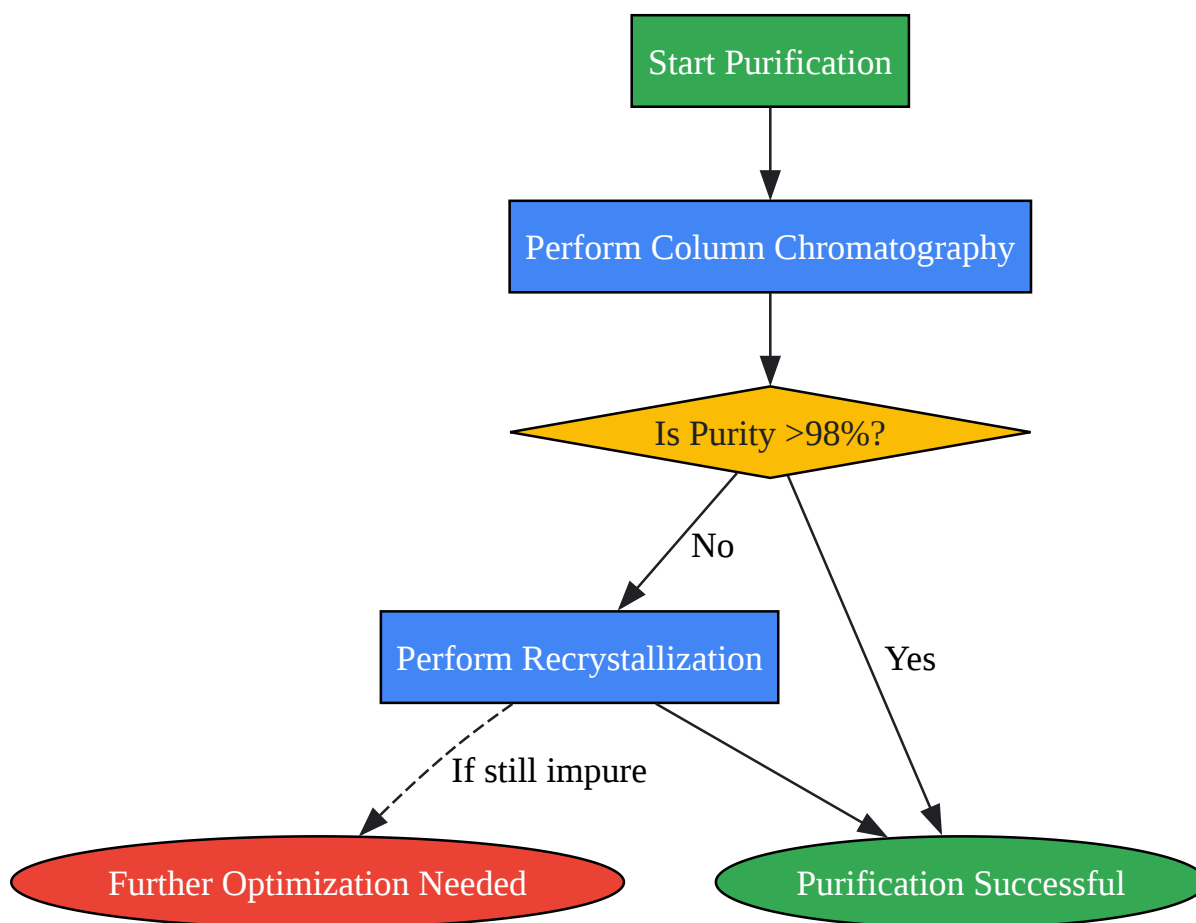 Start Purification
Perform Column Chromatography
Is Purity >98%?
No
Perform Recrystallization
Yes
If still impure
Further Optimization Needed
Purification Successful